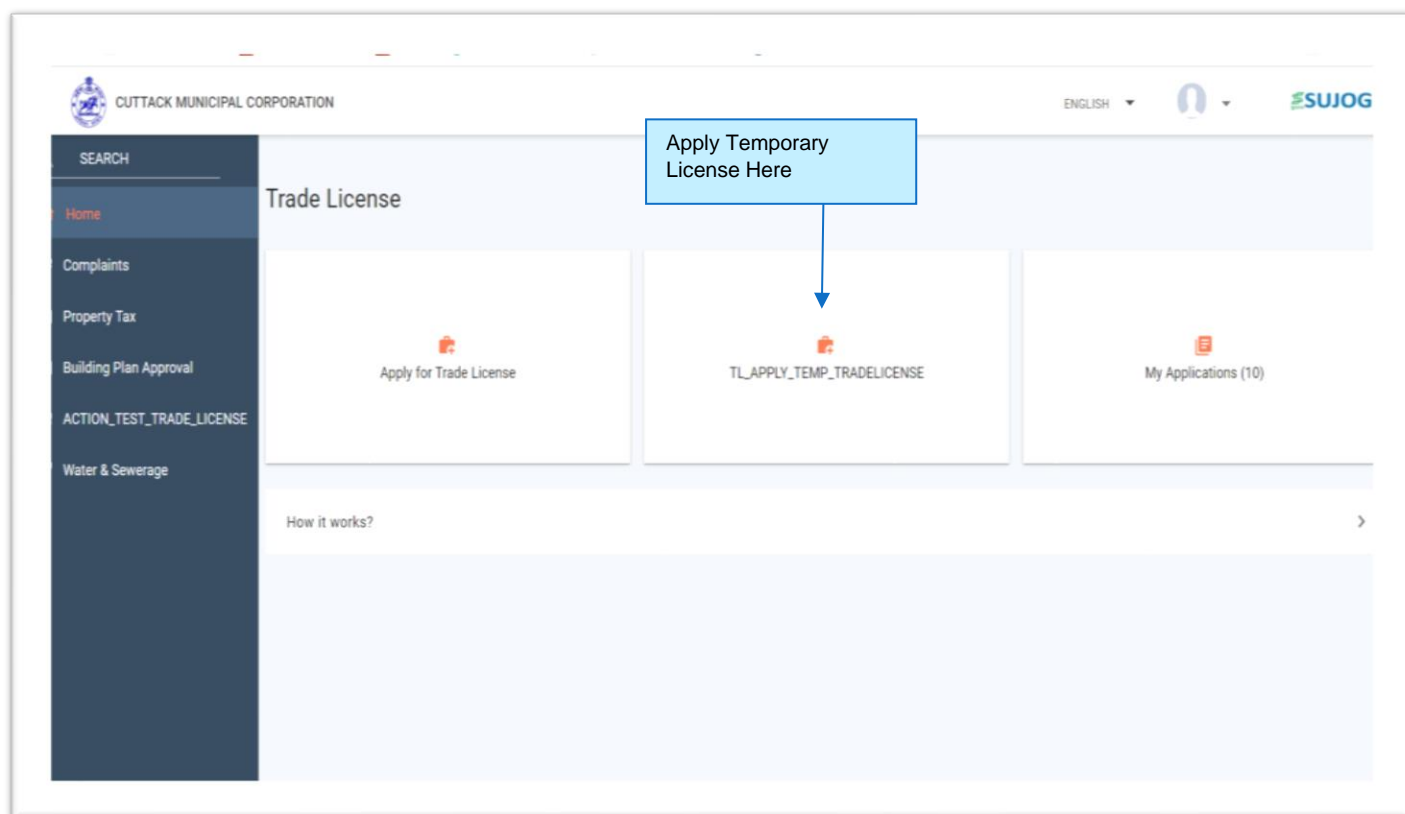 CUTTACK MUNICIPAL CORPORATION
ENGLISH
SUJOG
Apply Temporary
License Here
SEARCH
Home
Complaints
Property Tax
Building Plan Approval
ACTION_TEST_TRADE_LICENSE
Water & Sewerage
Trade License
Apply for Trade License
TL_APPLY_TEMP_TRADELICENSE
My Applications (10)
How it works?